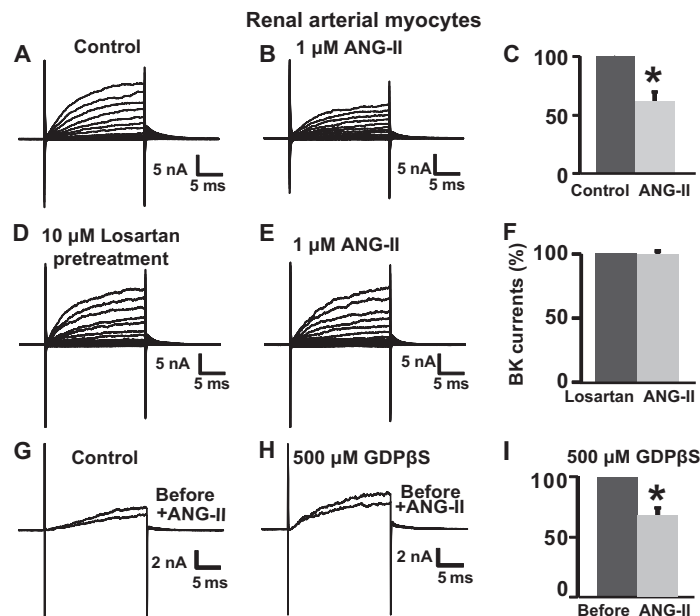 Renal arterial myocytes
A
Control
5 nA
5 ms
B
1 µM ANG-II
5 nA
5 ms
C
100
50
0
Control
ANG-II
D
10 µM Losartan
pretreatment
5 nA
5 ms
E
1 µM ANG-II
5 nA
5 ms
F
BK currents (%)
100
50
0
Losartan
ANG-II
G
Control
Before
+ANG-II
2 nA
5 ms
H
500 µM GDPβS
Before
+ANG-II
2 nA
5 ms
I
500 µM GDPβS
100
*
50
0
Before
ANG-II